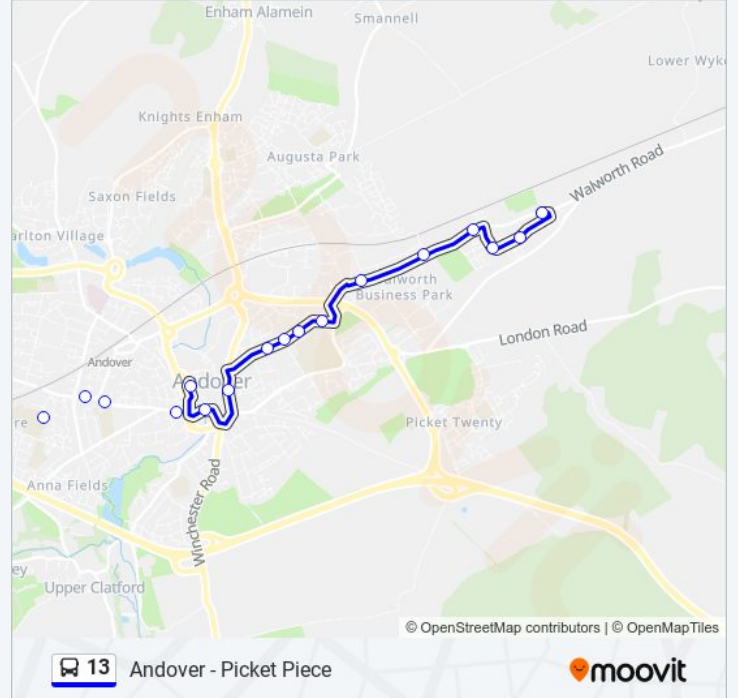 Enham Alamein
Smannell
Lower Wyke
Knights Enham
Augusta Park
Walworth Road
Saxon Fields
arlton Village
alworth
Business Park
London Road
Andover
Andover
re
Picket Twenty
Anna Fields
Winchester Road
ey
Upper Clatford
© OpenStreetMap contributors | © OpenMapTiles
13 Andover - Picket Piece
moovit